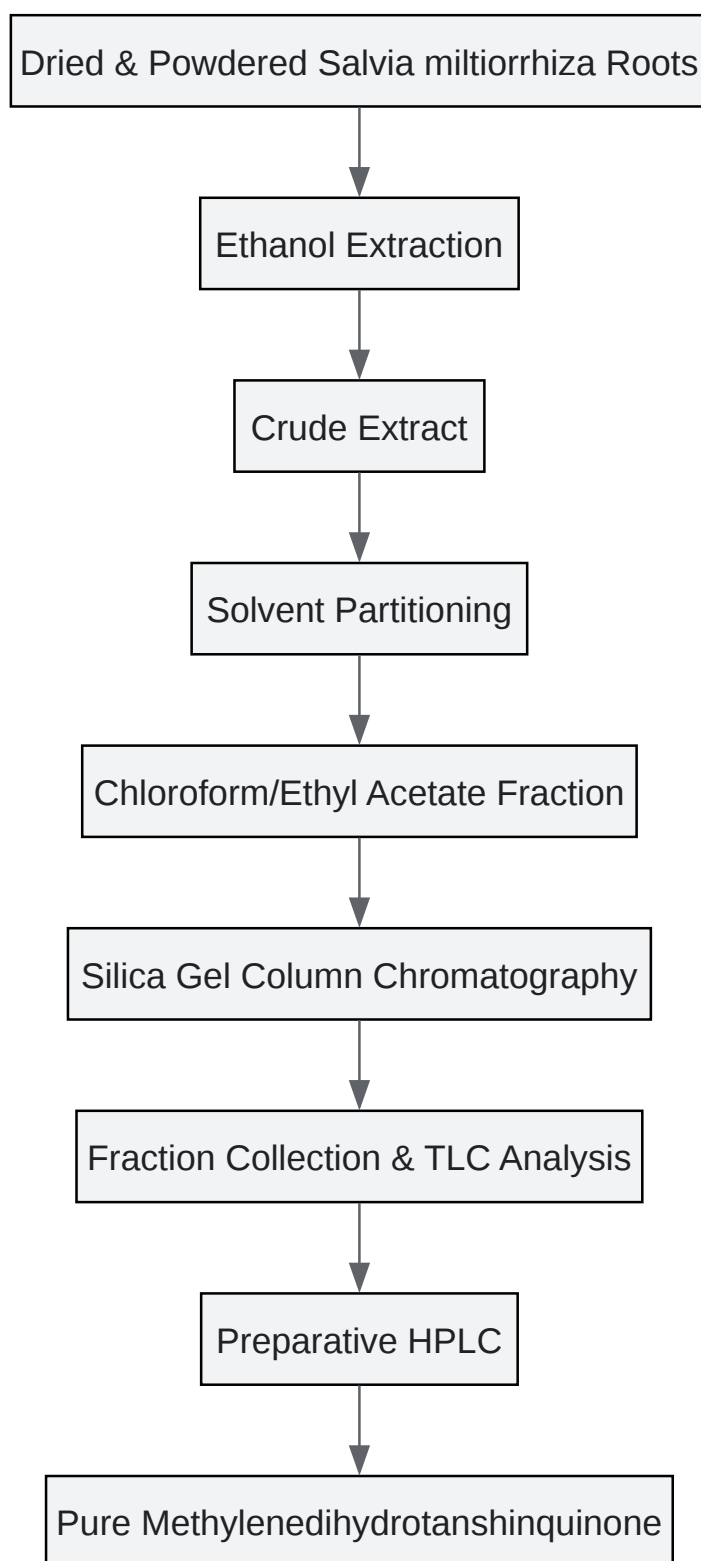 Dried & Powdered Salvia miltiorrhiza Roots
Ethanol Extraction
Crude Extract
Solvent Partitioning
Chloroform/Ethyl Acetate Fraction
Silica Gel Column Chromatography
Fraction Collection & TLC Analysis
Preparative HPLC
Pure Methylenedihydrotanshinquinone